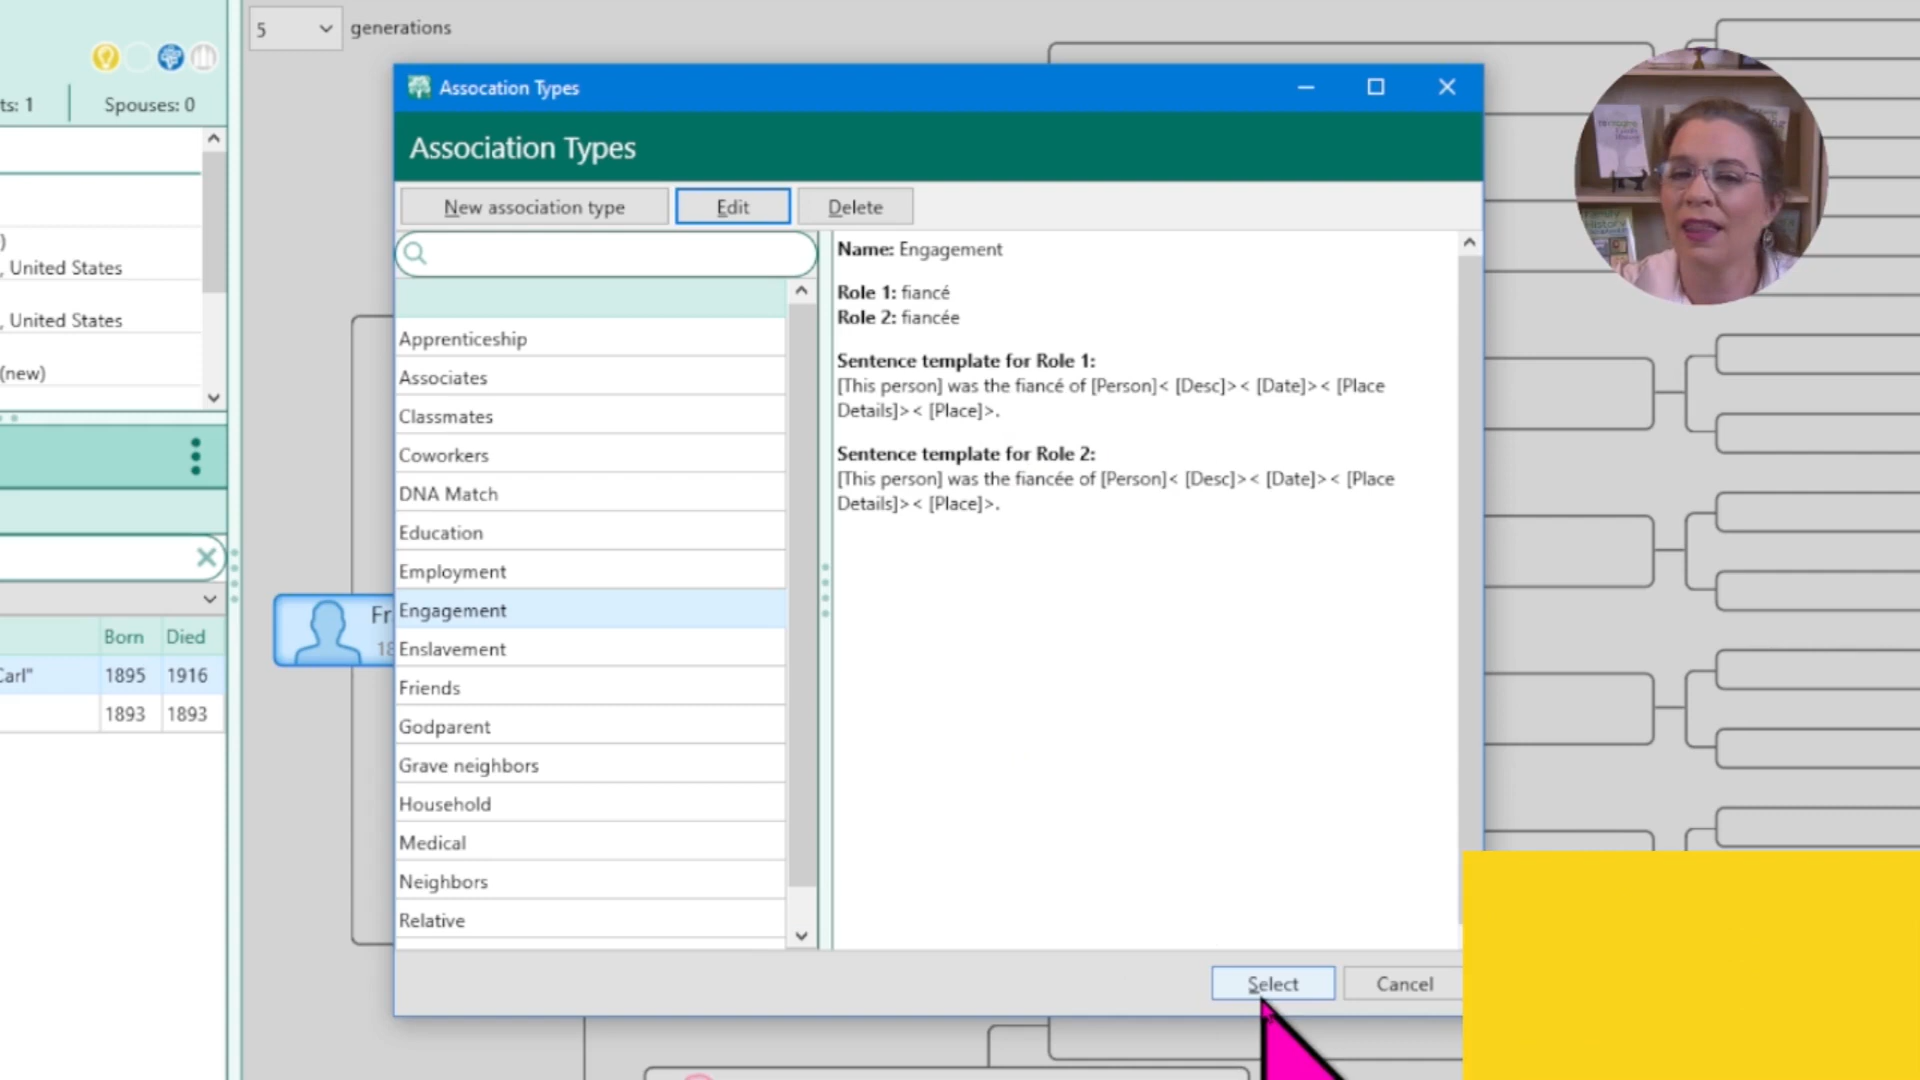 5
generations
ts: 1
Spouses: 0
)
, United States
, United States
(new)
Born
Died
Carl"
1895
1916
1893
1893
Fr
18
Assocation Types
Association Types
New association type
Edit
Delete
Apprenticeship
Associates
Classmates
Coworkers
DNA Match
Education
Employment
Engagement
Enslavement
Friends
Godparent
Grave neighbors
Household
Medical
Neighbors
Relative
Name: Engagement
Role 1: fiancé
Role 2: fiancée
Sentence template for Role 1:
[This person] was the fiancé of [Person]< [Desc]>< [Date]>< [Place
Details]>< [Place]>.
Sentence template for Role 2:
[This person] was the fiancée of [Person]< [Desc]>< [Date]>< [Place
Details]>< [Place]>.
Select
Cancel